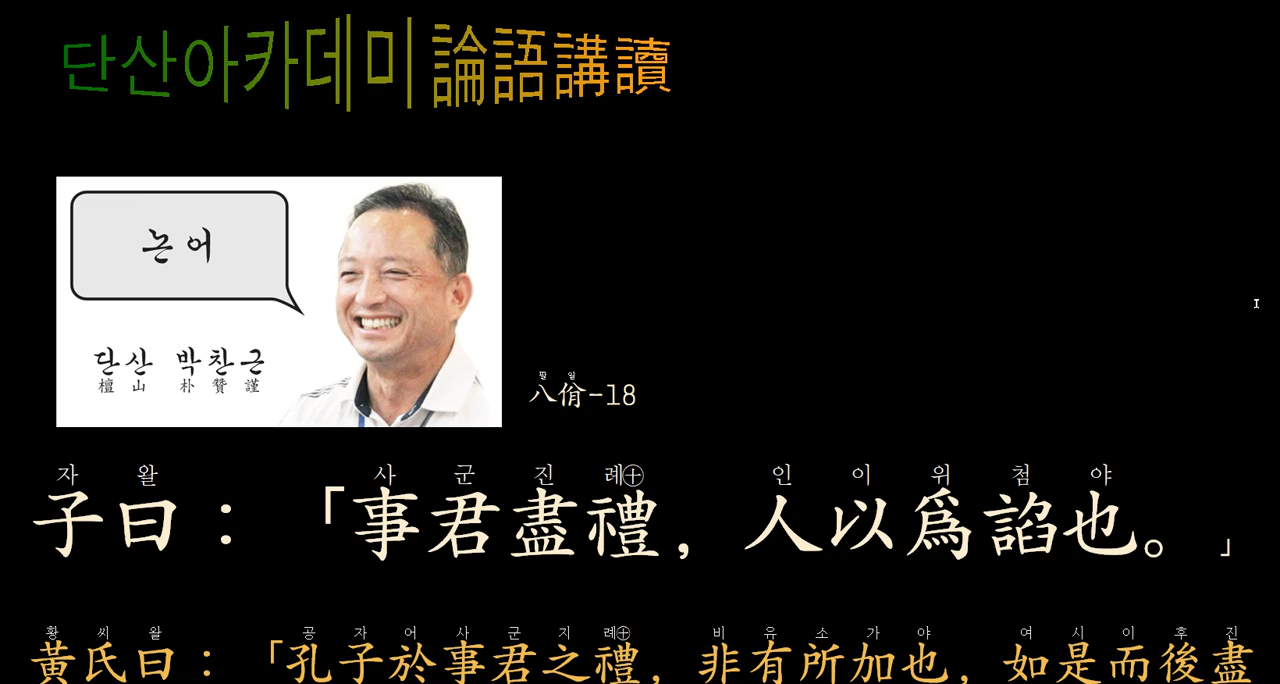 단산아카데미 論語講讀
논어
단산 박찬근
檀 山 朴 贊 謹
팔 일
八佾-18
자 왈 사 군 진 례㊉ 인 이 위 첨 야
子曰：「事君盡禮，人以爲諂也。」
황 씨 왈 공 자 어 사 군 지 례㊉ 비 유 소 가 야 여 시 이 후 진
黃氏曰：「孔子於事君之禮，非有所加也，如是而後盡